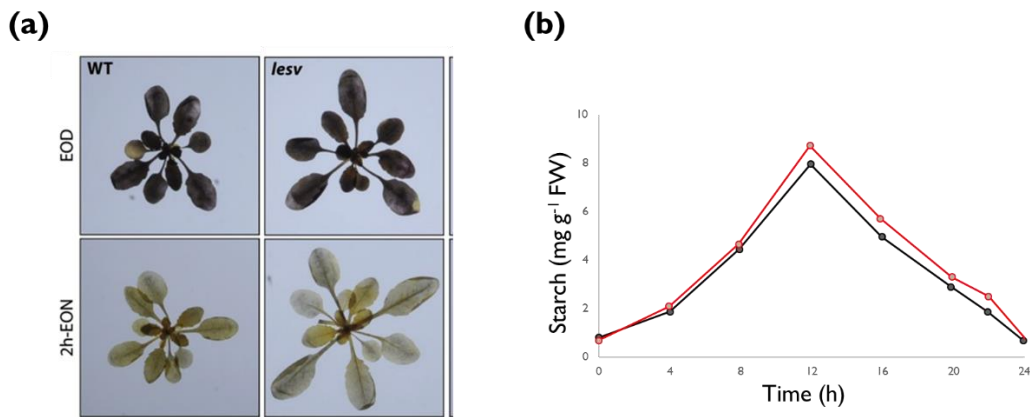 (a)
WT
lesv
EOD
2h-EON
(b)
Starch (mg g⁻¹ FW)
10
8
6
4
2
0
0 4 8 12 16 20 22 24
Time (h)